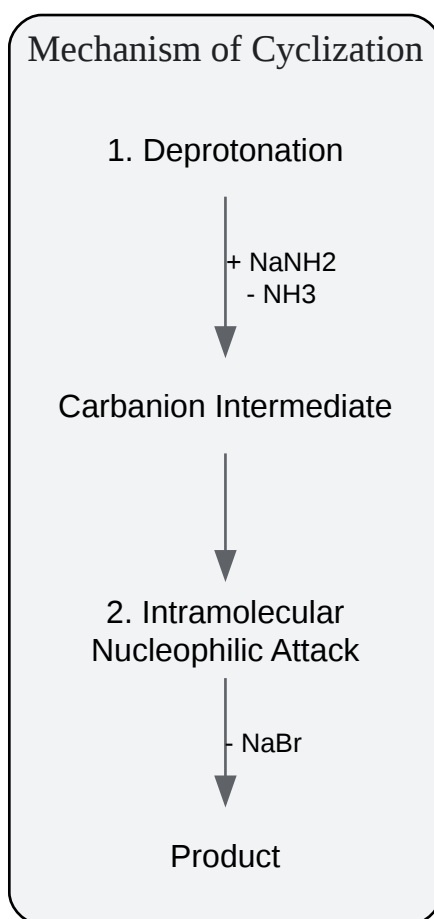 Mechanism of Cyclization
1. Deprotonation
+ NaNH2
- NH3
Carbanion Intermediate
2. Intramolecular
Nucleophilic Attack
- NaBr
Product